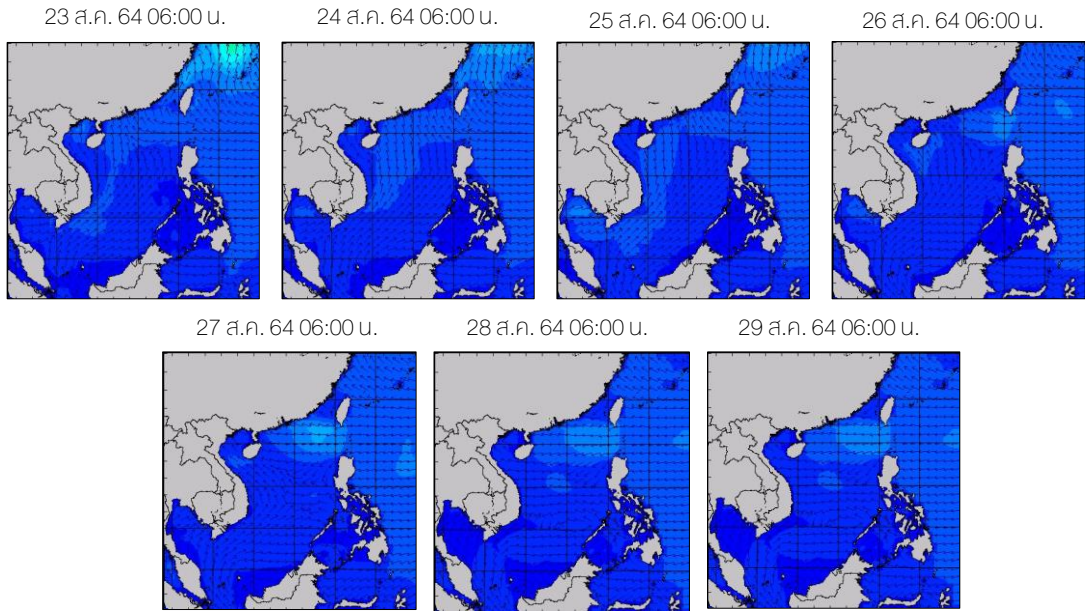 23 ส.ค. 64 06:00 น.
24 ส.ค. 64 06:00 น.
25 ส.ค. 64 06:00 น.
26 ส.ค. 64 06:00 น.
27 ส.ค. 64 06:00 น.
28 ส.ค. 64 06:00 น.
29 ส.ค. 64 06:00 น.